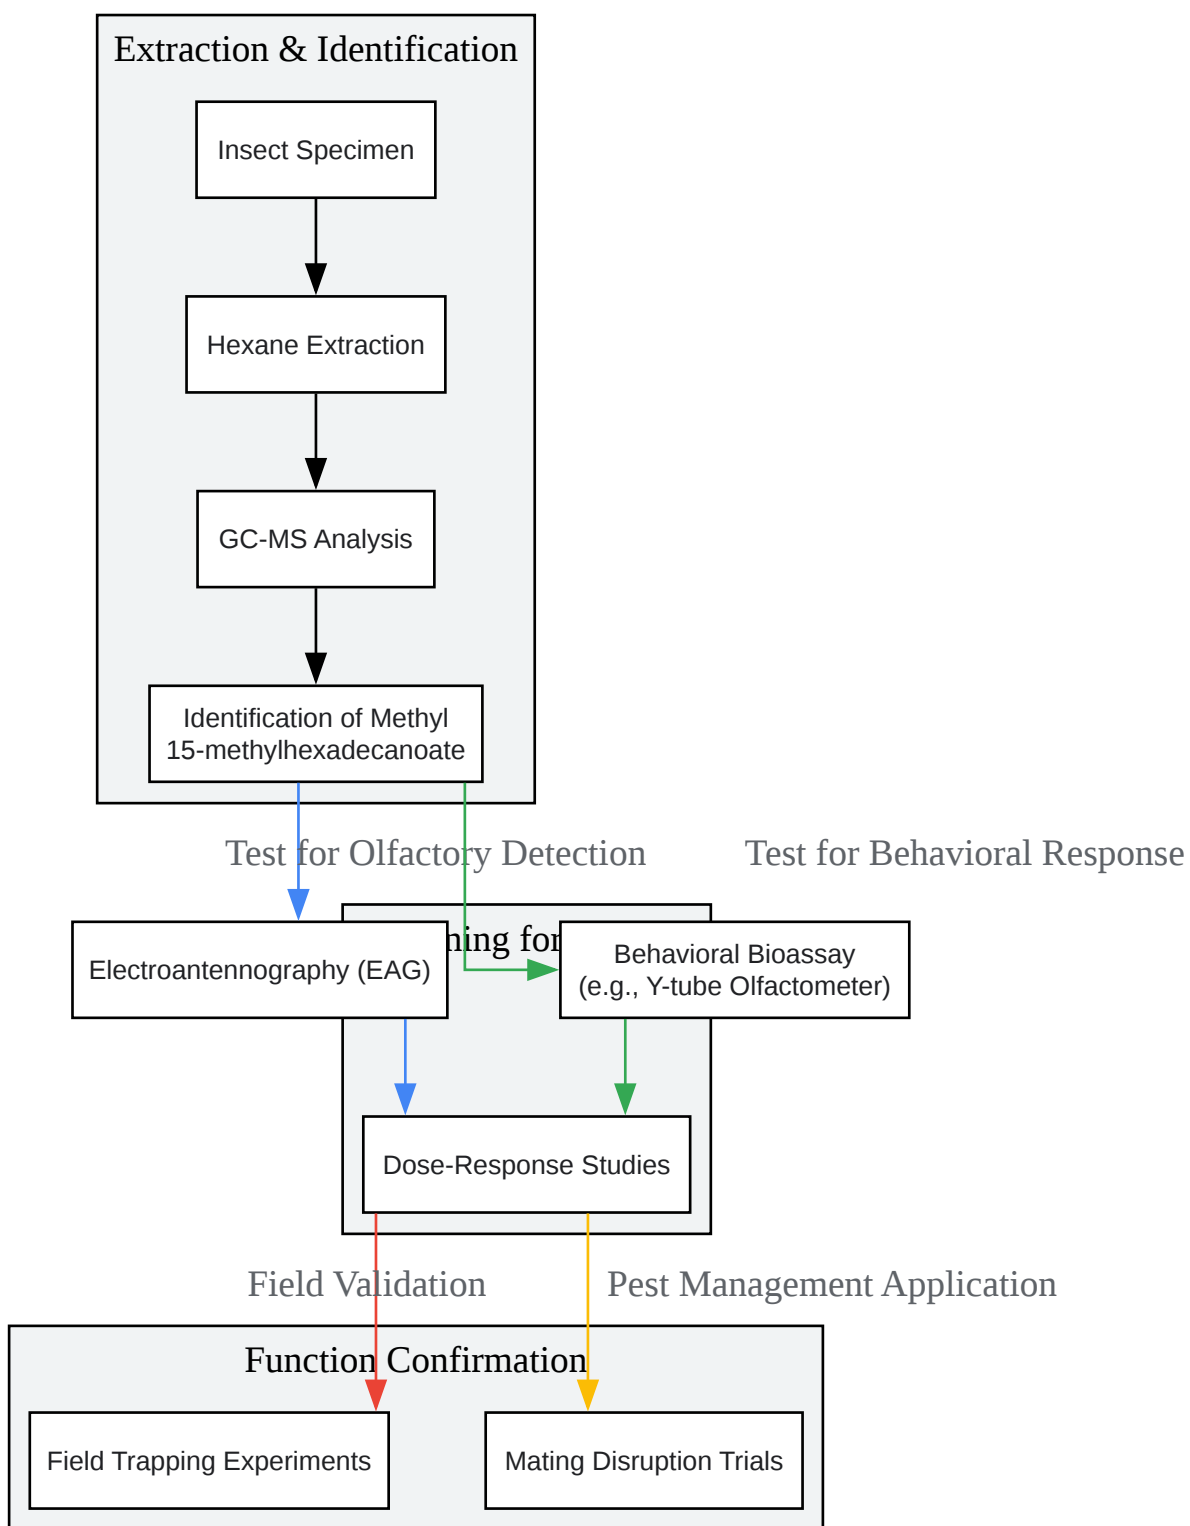 Extraction & Identification
Insect Specimen
Hexane Extraction
GC-MS Analysis
Identification of Methyl
15-methylhexadecanoate
Test for Olfactory Detection
Test for Behavioral Response
for
Electroantennography (EAG)
Behavioral Bioassay
(e.g., Y-tube Olfactometer)
Dose-Response Studies
Field Validation
Pest Management Application
Function Confirmation
Field Trapping Experiments
Mating Disruption Trials